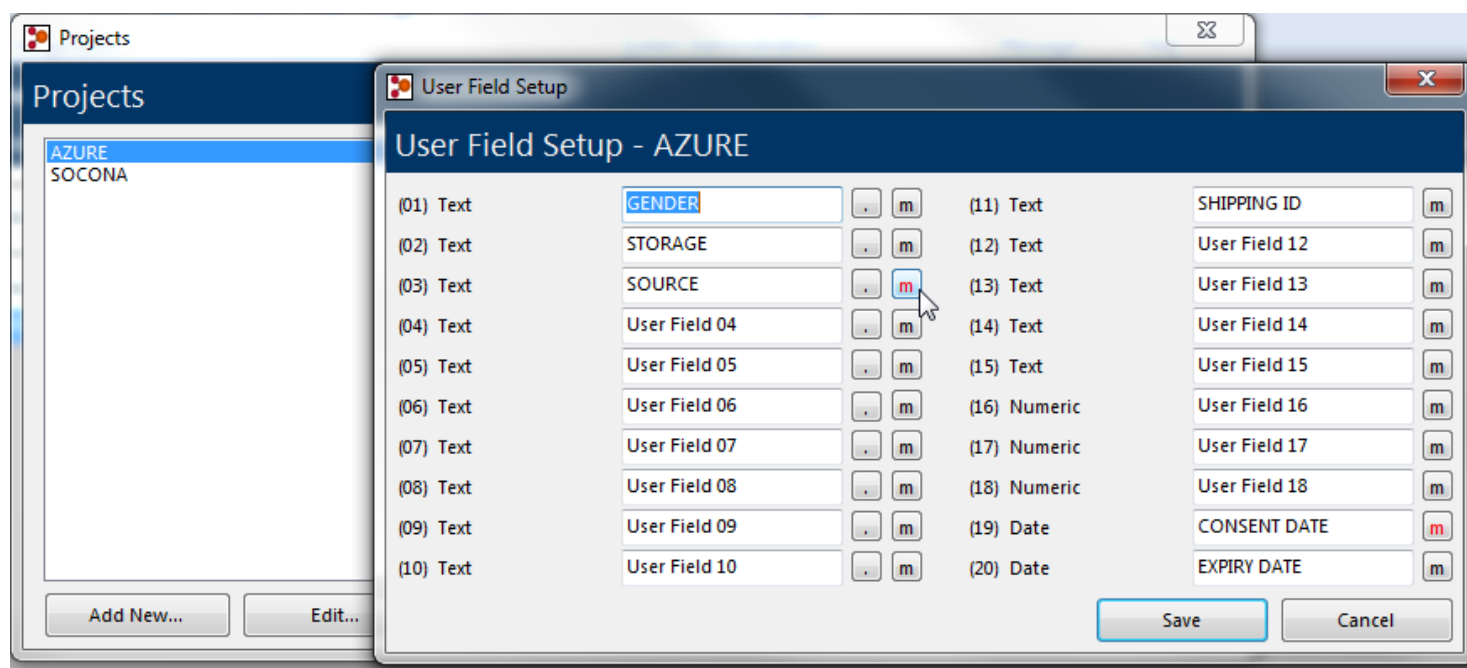 Projects
Projects
AZURE
SOCONA
Add New...
Edit...
User Field Setup
User Field Setup - AZURE
(01) Text GENDER . m (11) Text SHIPPING ID m
(02) Text STORAGE . m (12) Text User Field 12 m
(03) Text SOURCE . m (13) Text User Field 13 m
(04) Text User Field 04 . m (14) Text User Field 14 m
(05) Text User Field 05 . m (15) Text User Field 15 m
(06) Text User Field 06 . m (16) Numeric User Field 16 m
(07) Text User Field 07 . m (17) Numeric User Field 17 m
(08) Text User Field 08 . m (18) Numeric User Field 18 m
(09) Text User Field 09 . m (19) Date CONSENT DATE m
(10) Text User Field 10 . m (20) Date EXPIRY DATE m
Save Cancel